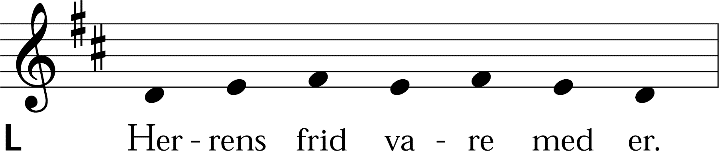 L Her - rens frid va - re med er.